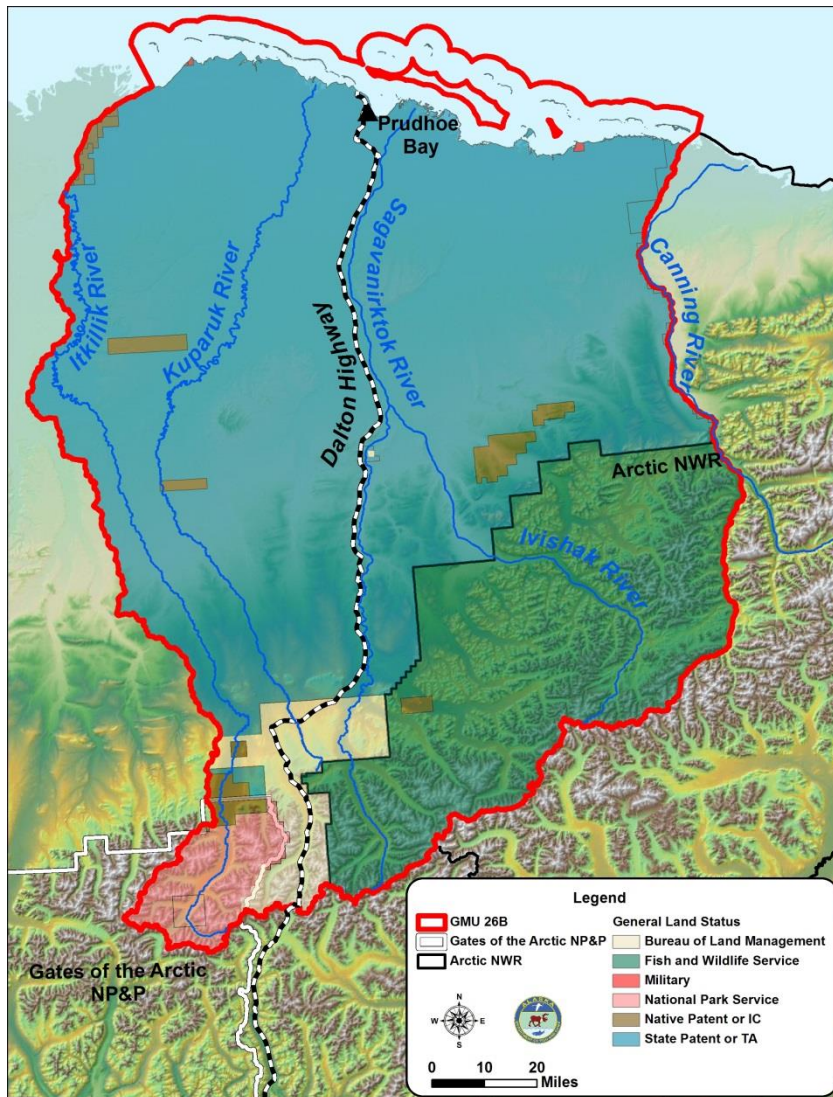 Prudhoe
Bay
Itkillik River
Kuparuk River
Sagavanirktok River
Dalton Highway
Canning River
Arctic NWR
Ivishak River
Gates of the Arctic
NP&P
Legend
GMU 26B
Gates of the Arctic NP&P
Arctic NWR
General Land Status
Bureau of Land Management
Fish and Wildlife Service
Military
National Park Service
Native Patent or IC
State Patent or TA
N
W E
S
ALASKA
0 10 20
Miles